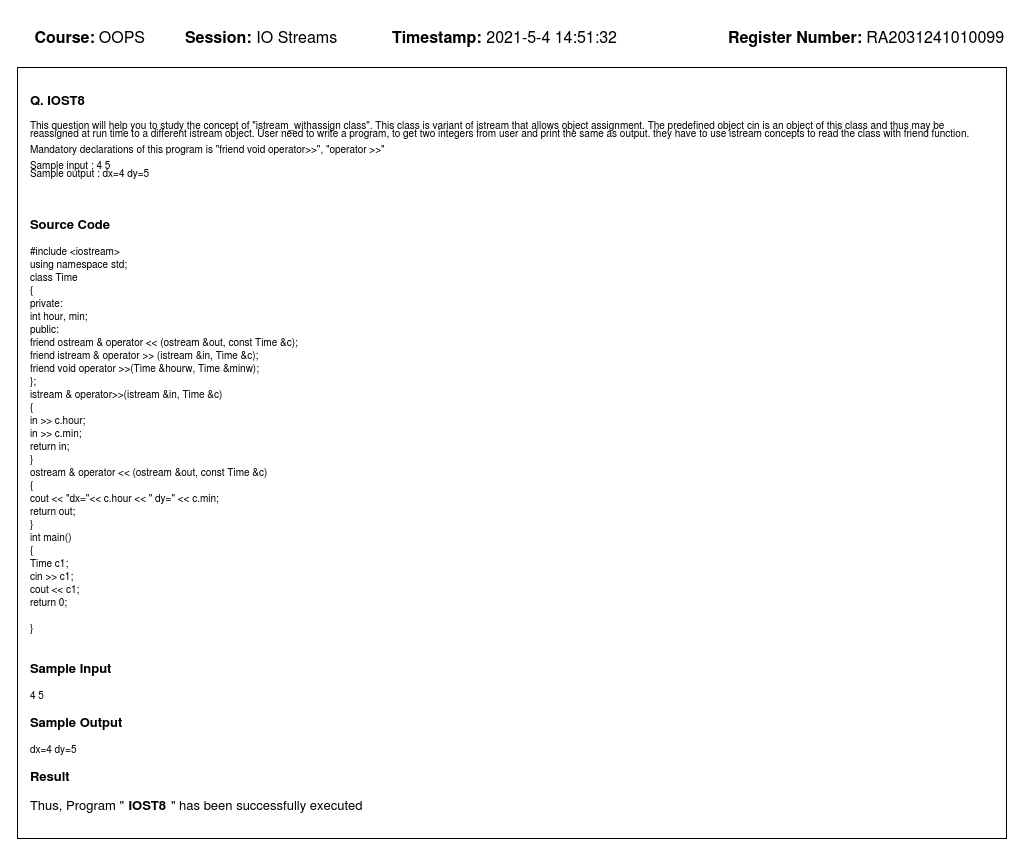 Course: OOPS Session: IO Streams Timestamp: 2021-5-4 14:51:32 Register Number: RA2031241010099
Q. IOST8
This question will help you to study the concept of "istream_withassign class". This class is variant of istream that allows object assignment. The predefined object cin is an object of this class and thus may be
reassigned at run time to a different istream object. User need to write a program, to get two integers from user and print the same as output. they have to use istream concepts to read the class with friend function.
Mandatory declarations of this program is "friend void operator>>", "operator >>"
Sample input : 4 5
Sample output : dx=4 dy=5
Source Code
#include <iostream>
using namespace std;
class Time
{
private:
int hour, min;
public:
friend ostream & operator << (ostream &out, const Time &c);
friend istream & operator >> (istream &in, Time &c);
friend void operator >>(Time &hourw, Time &minw);
};
istream & operator>>(istream &in, Time &c)
{
in >> c.hour;
in >> c.min;
return in;
}
ostream & operator << (ostream &out, const Time &c)
{
cout << "dx="<< c.hour << " dy=" << c.min;
return out;
}
int main()
{
Time c1;
cin >> c1;
cout << c1;
return 0;
}
Sample Input
4 5
Sample Output
dx=4 dy=5
Result
Thus, Program " IOST8 " has been successfully executed